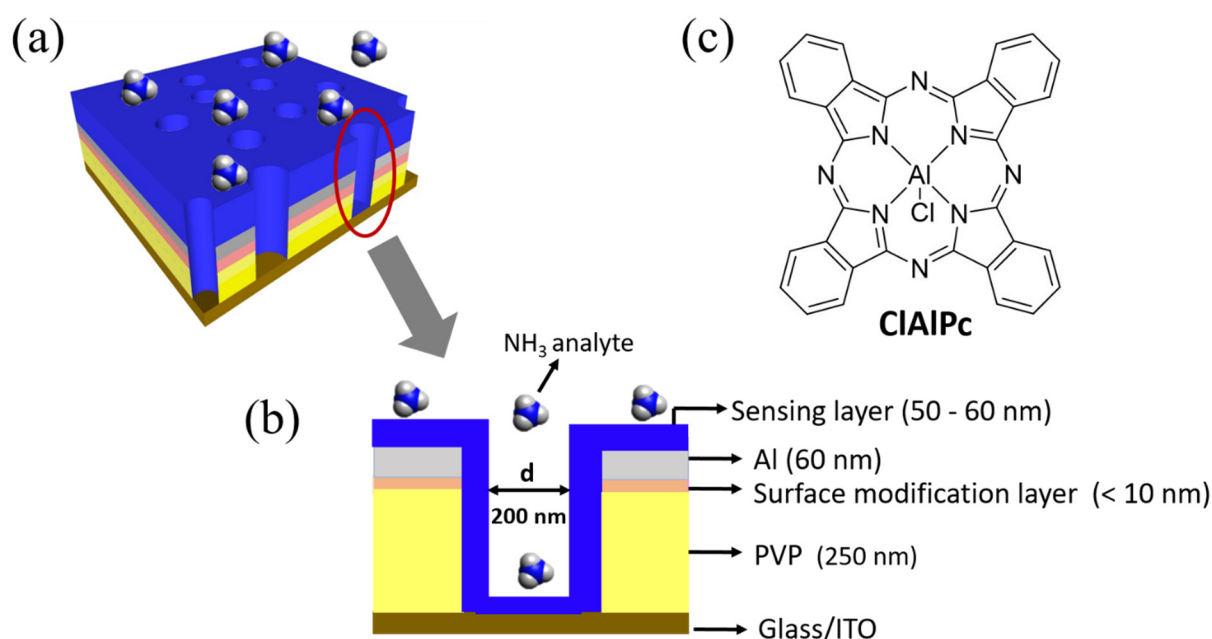 (a)
(c)
N
N
N
N
Al
N
Cl
N
N
N
ClAlPc
NH₃ analyte
(b)
Sensing layer (50 - 60 nm)
Al (60 nm)
d
200 nm
Surface modification layer (< 10 nm)
PVP (250 nm)
Glass/ITO